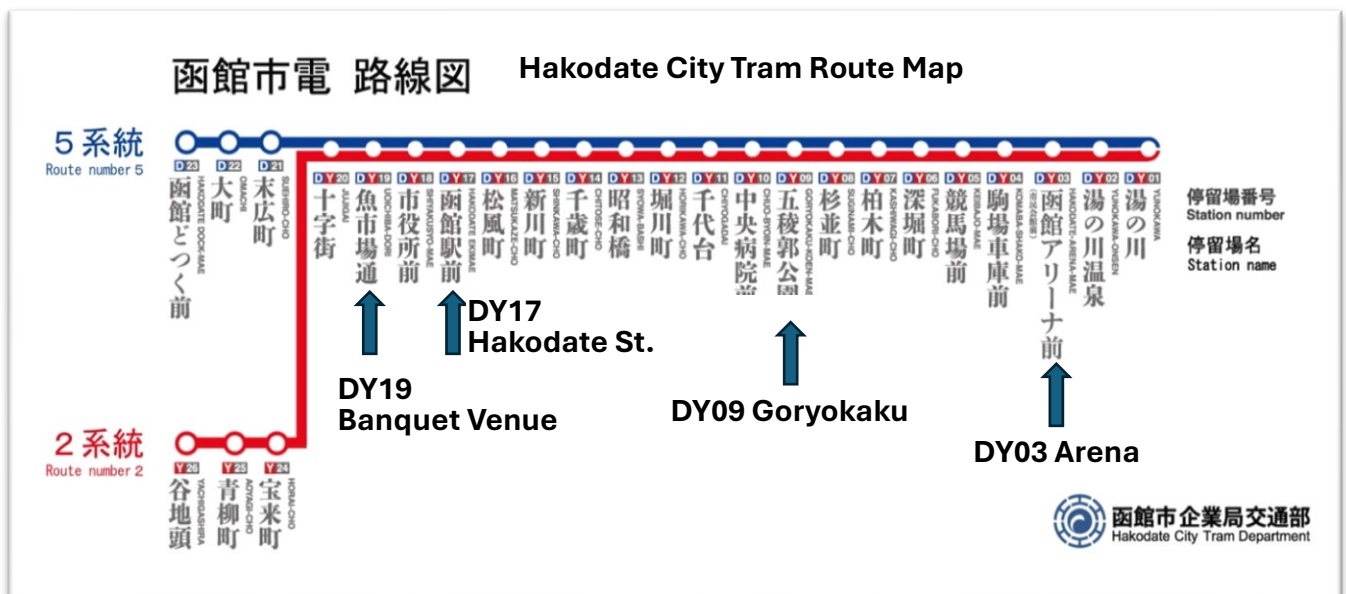 函館市電 路線図
Hakodate City Tram Route Map
5系統
Route number 5
D23
函館どつく前
HAKODATE DOCK-MAE
D22
大町
OMACHI
D21
末広町
SUEHIRO-CHO
DY20
十字街
JUJIGAI
DY19
魚市場通
UOICHIBA-DORI
DY18
市役所前
SHIYAKUSYO-MAE
DY17
函館駅前
HAKODATE EKIMAE
DY16
松風町
MATSUKAZE-CHO
DY15
新川町
SHINKAWA-CHO
DY14
千歳町
CHITOSE-CHO
DY13
昭和橋
SYOWA-BASHI
DY12
堀川町
HORIKAWA-CHO
DY11
千代台
CHIYOGADAI
DY10
中央病院前
CHUO-BYOIN-MAE
DY09
五稜郭公園
GORYOKAKU-KOEN-MAE
DY08
杉並町
SUGINAMI-CHO
DY07
柏木町
KASHIWAGI-CHO
DY06
深堀町
FUKABORI-CHO
DY05
競馬場前
KEIBAJO-MAE
DY04
駒場車庫前
KOMABA-SHAKO-MAE
DY03
函館アリーナ前
HAKODATE-ARENA-MAE
DY02
湯の川温泉
YUNOKAWA-ONSEN
DY01
湯の川
YUNOKAWA
停留場番号
Station number
停留場名
Station name
DY17
Hakodate St.
DY19
Banquet Venue
DY09 Goryokaku
DY03 Arena
2系統
Route number 2
Y26
谷地頭
YACHIGASHIRA
Y25
青柳町
AOYAGI-CHO
Y24
宝来町
HORAI-CHO
函館市企業局交通部
Hakodate City Tram Department